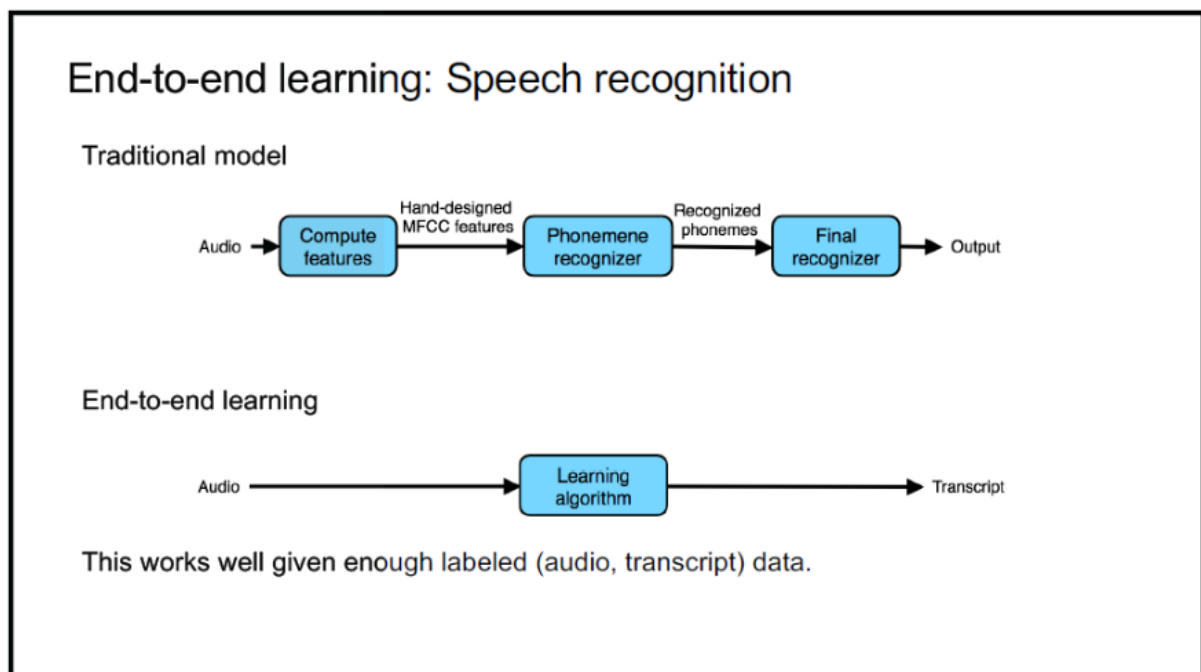 End-to-end learning: Speech recognition
Traditional model
Audio
Compute
features
Hand-designed
MFCC features
Phonemene
recognizer
Recognized
phonemes
Final
recognizer
Output
End-to-end learning
Audio
Learning
algorithm
Transcript
This works well given enough labeled (audio, transcript) data.